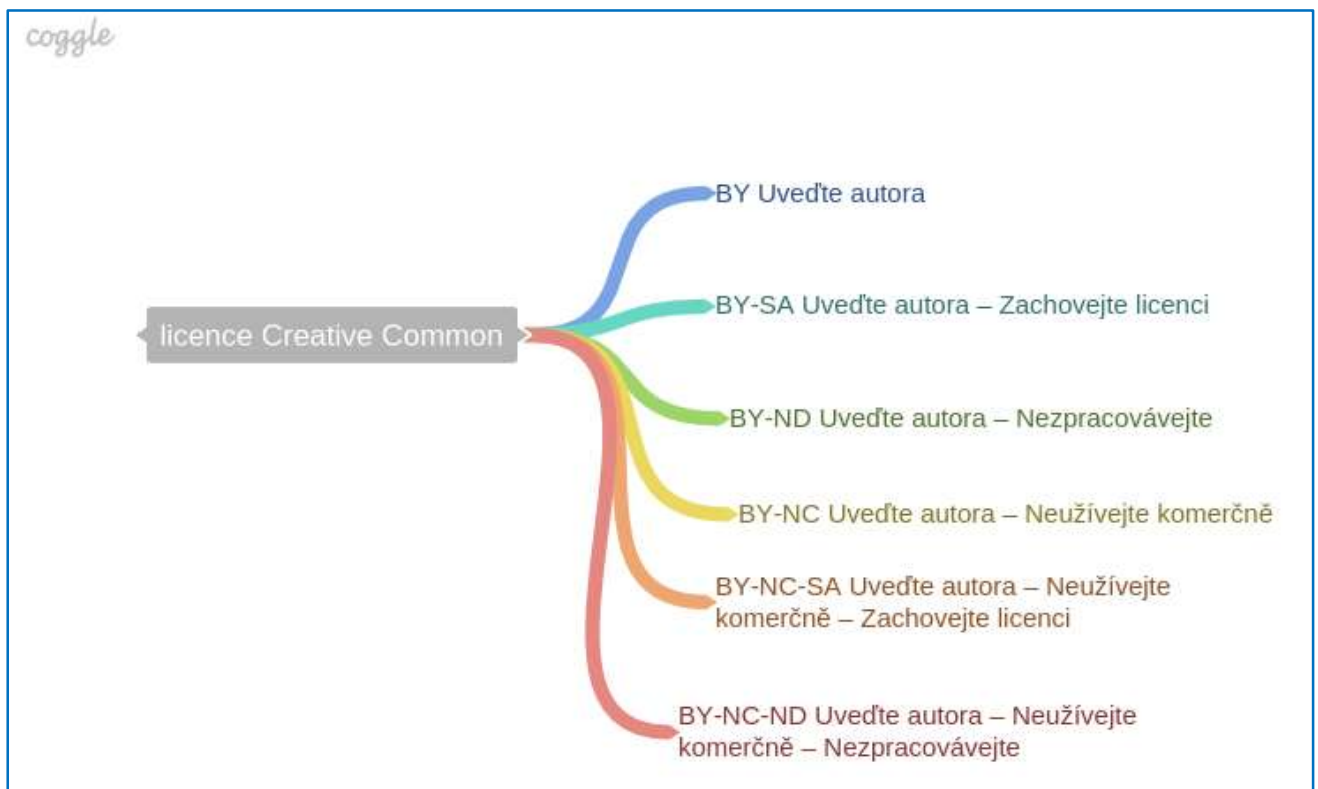 coggle
BY Uveďte autora
BY-SA Uveďte autora – Zachovejte licenci
licence Creative Common
BY-ND Uveďte autora – Nezpracovávejte
BY-NC Uveďte autora – Neužívejte komerčně
BY-NC-SA Uveďte autora – Neužívejte
komerčně – Zachovejte licenci
BY-NC-ND Uveďte autora – Neužívejte
komerčně – Nezpracovávejte